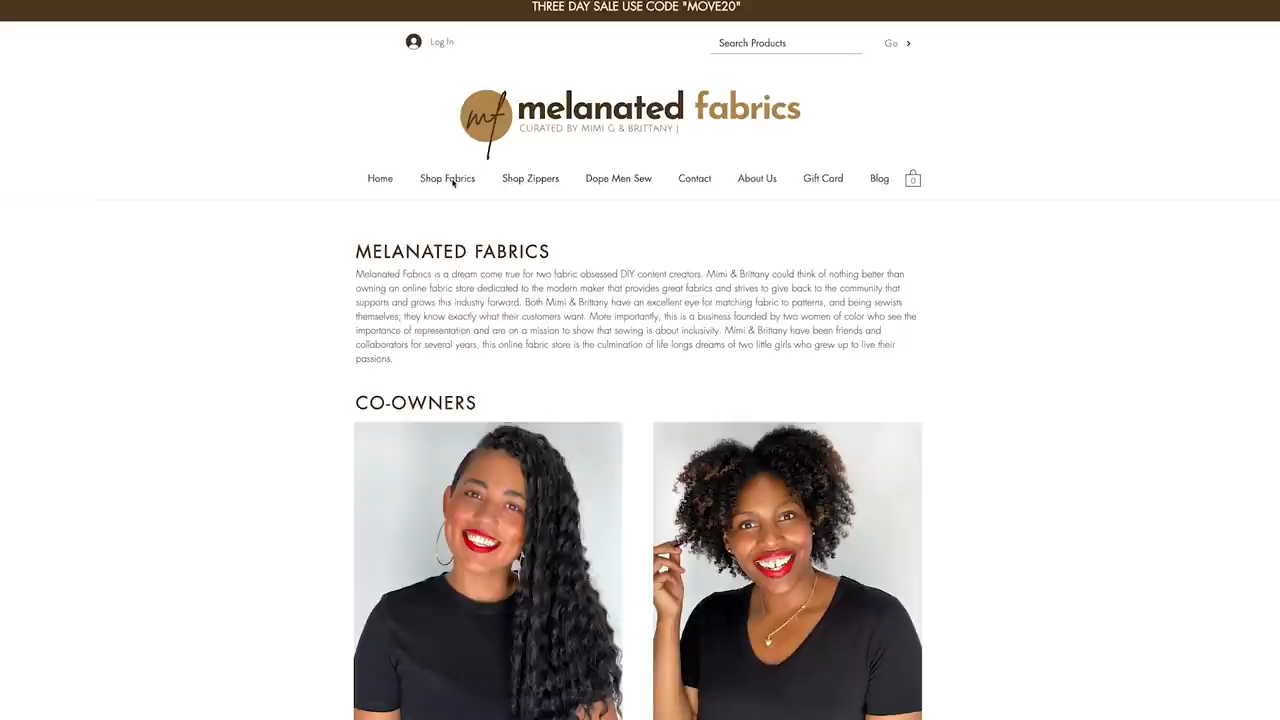 THREE DAY SALE USE CODE "MOVE20"
Log In
Search Products
Go
mf
melanated fabrics
CURATED BY MIMI G & BRITTANY J
Home Shop Fabrics Shop Zippers Dope Men Sew Contact About Us Gift Card Blog 0
MELANATED FABRICS
Melanated Fabrics is a dream come true for two fabric obsessed DIY content creators. Mimi & Brittany could think of nothing better than
owning an online fabric store dedicated to the modern maker that provides great fabrics and strives to give back to the community that
supports and grows this industry forward. Both Mimi & Brittany have an excellent eye for matching fabric to patterns, and being sewists
themselves; they know exactly what their customers want. More importantly, this is a business founded by two women of color who see the
importance of representation and are on a mission to show that sewing is about inclusivity. Mimi & Brittany have been friends and
collaborators for several years, this online fabric store is the culmination of life longs dreams of two little girls who grew up to live their
passions.
CO-OWNERS